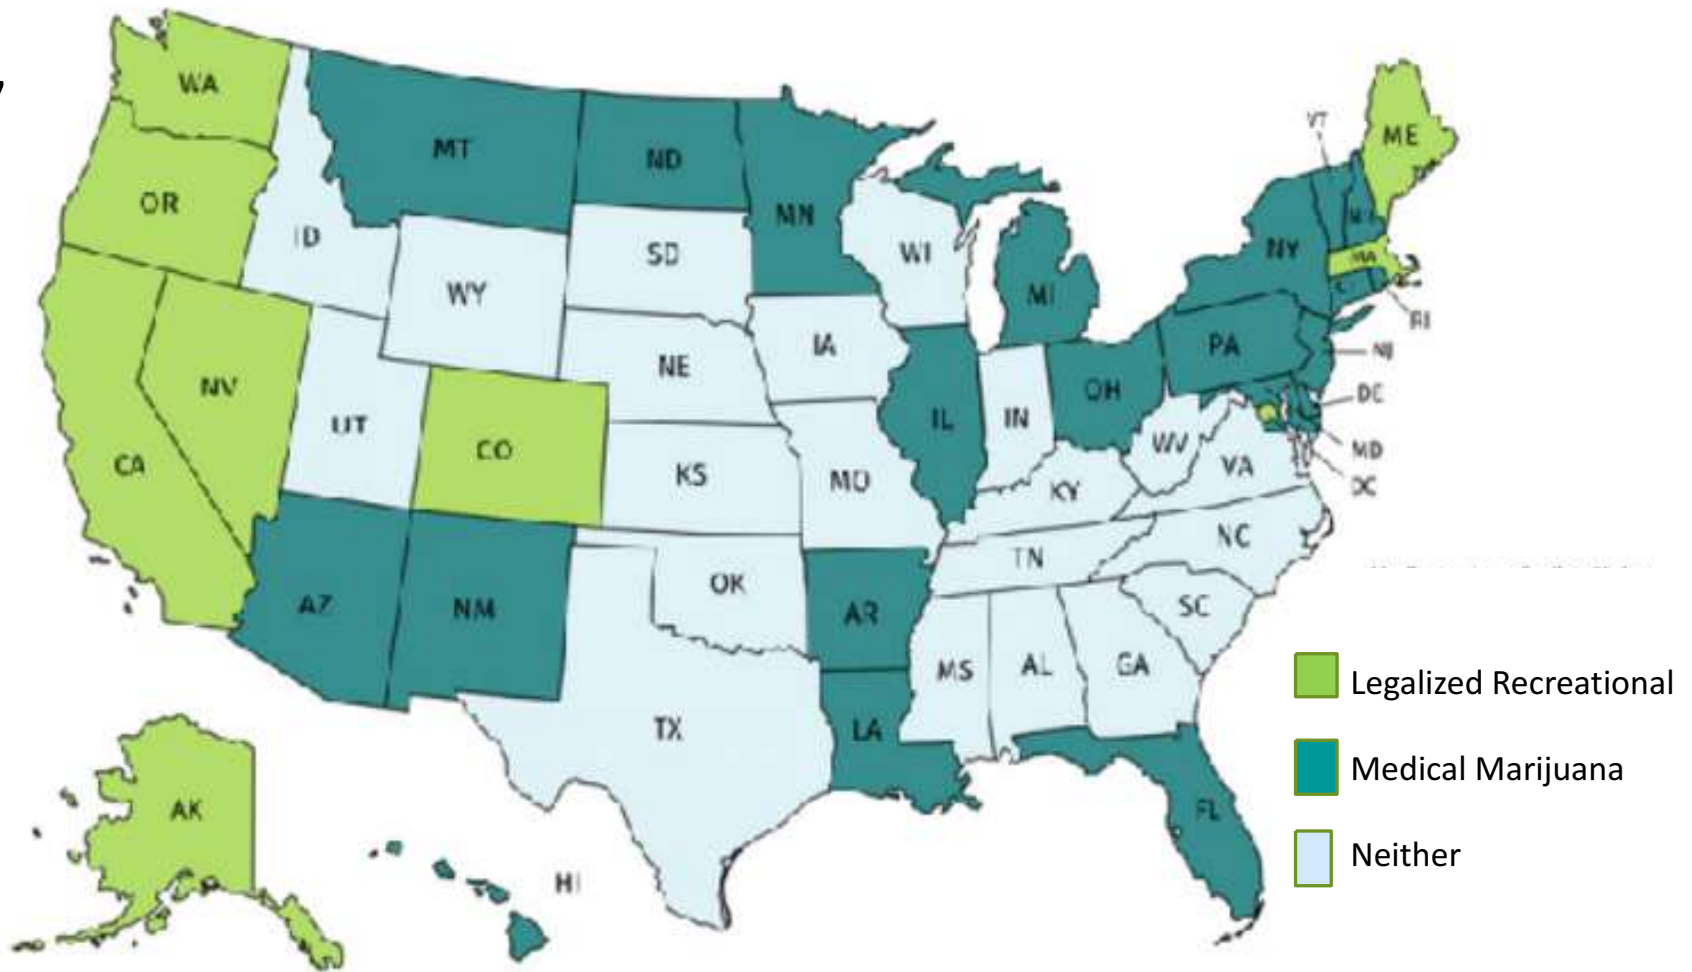 WA
MT
ND
MN
VT
ME
OR
ID
WY
SD
WI
MI
NY
MA
RI
NV
UT
CO
NE
IA
IL
IN
OH
PA
NJ
DE
MD
DC
CA
KS
MO
KY
WV
VA
AZ
NM
OK
AR
TN
NC
SC
TX
LA
MS
AL
GA
FL
AK
HI
Legalized Recreational
Medical Marijuana
Neither